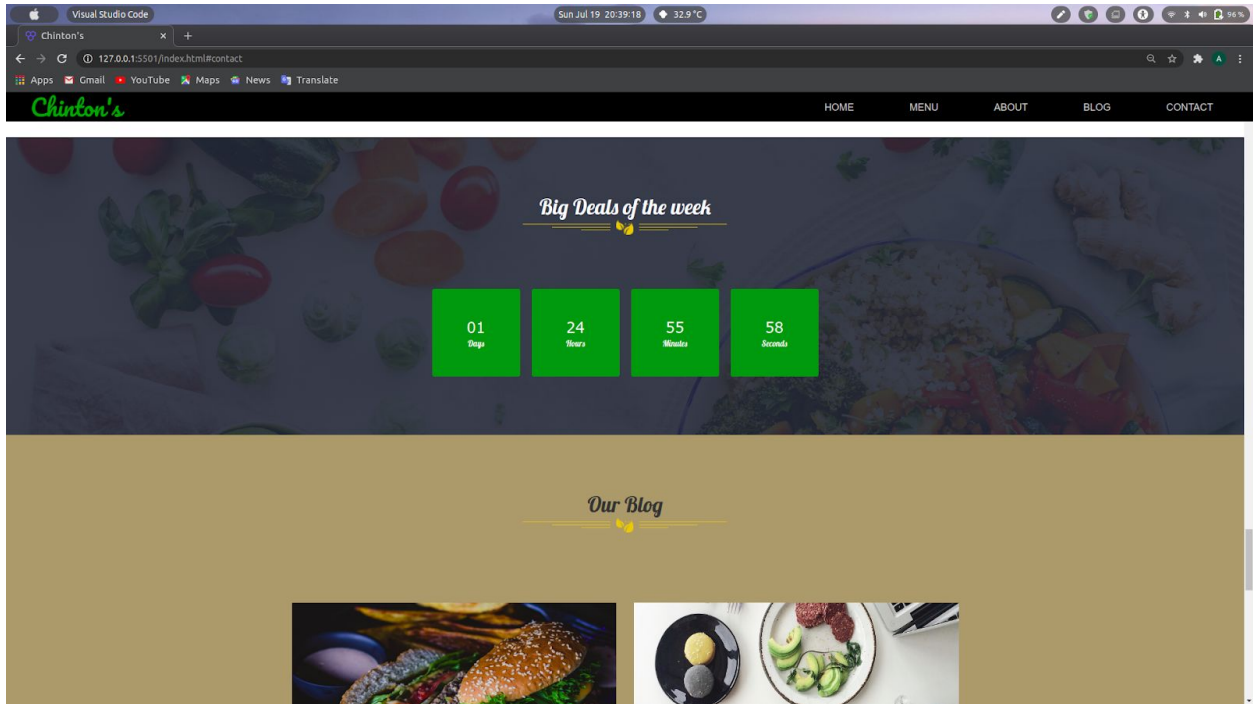 Visual Studio Code Sun Jul 19 20:39:18 32.9 °C 96 %
Chinton's
127.0.0.1:5501/index.html#contact A
Apps Gmail YouTube Maps News Translate
Chinton's HOME MENU ABOUT BLOG CONTACT
Big Deals of the week
01 24 55 58
Days Hours Minutes Seconds
Our Blog